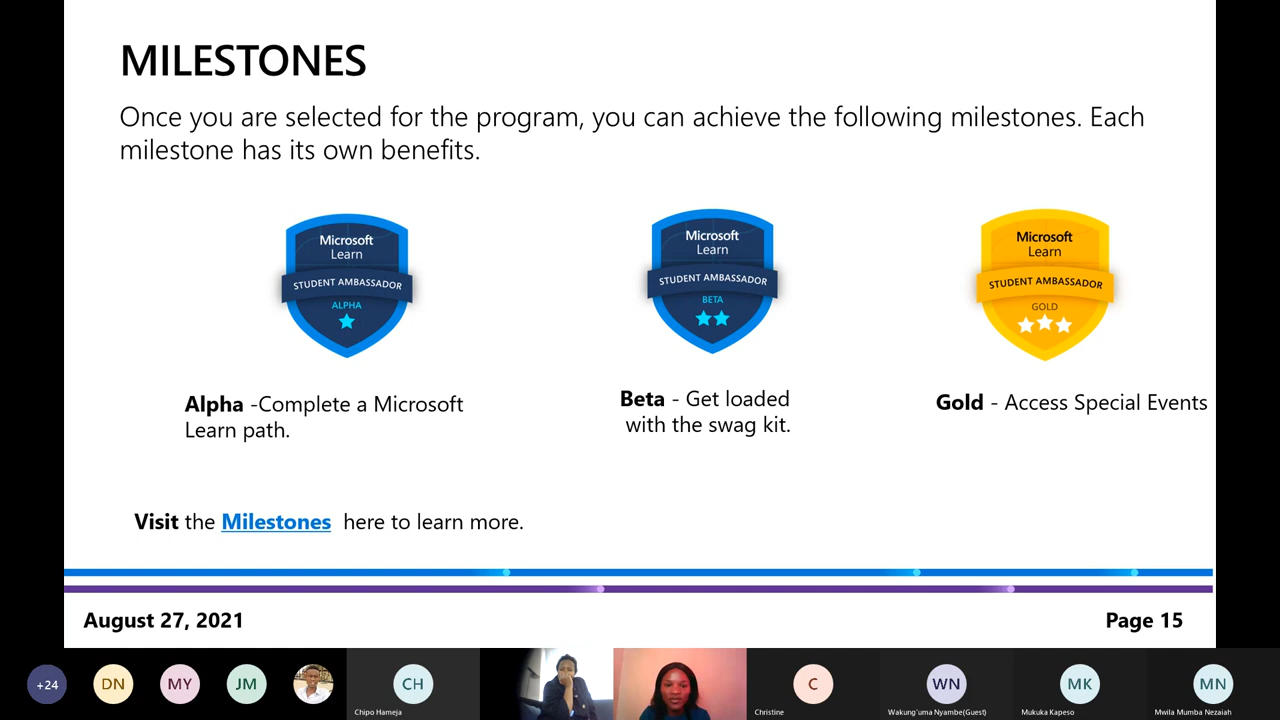 MILESTONES
Once you are selected for the program, you can achieve the following milestones. Each
milestone has its own benefits.
Microsoft
Learn
STUDENT AMBASSADOR
ALPHA
Microsoft
Learn
STUDENT AMBASSADOR
BETA
Microsoft
Learn
STUDENT AMBASSADOR
GOLD
Alpha -Complete a Microsoft
Learn path.
Beta - Get loaded
with the swag kit.
Gold - Access Special Events
Visit the Milestones here to learn more.
August 27, 2021
Page 15
+24
DN
MY
JM
CH
Chipo Hameja
C
Christine
WN
Wakung'uma Nyambe(Guest)
MK
Mukuka Kapeso
MN
Mwila Mumba Nezaiah